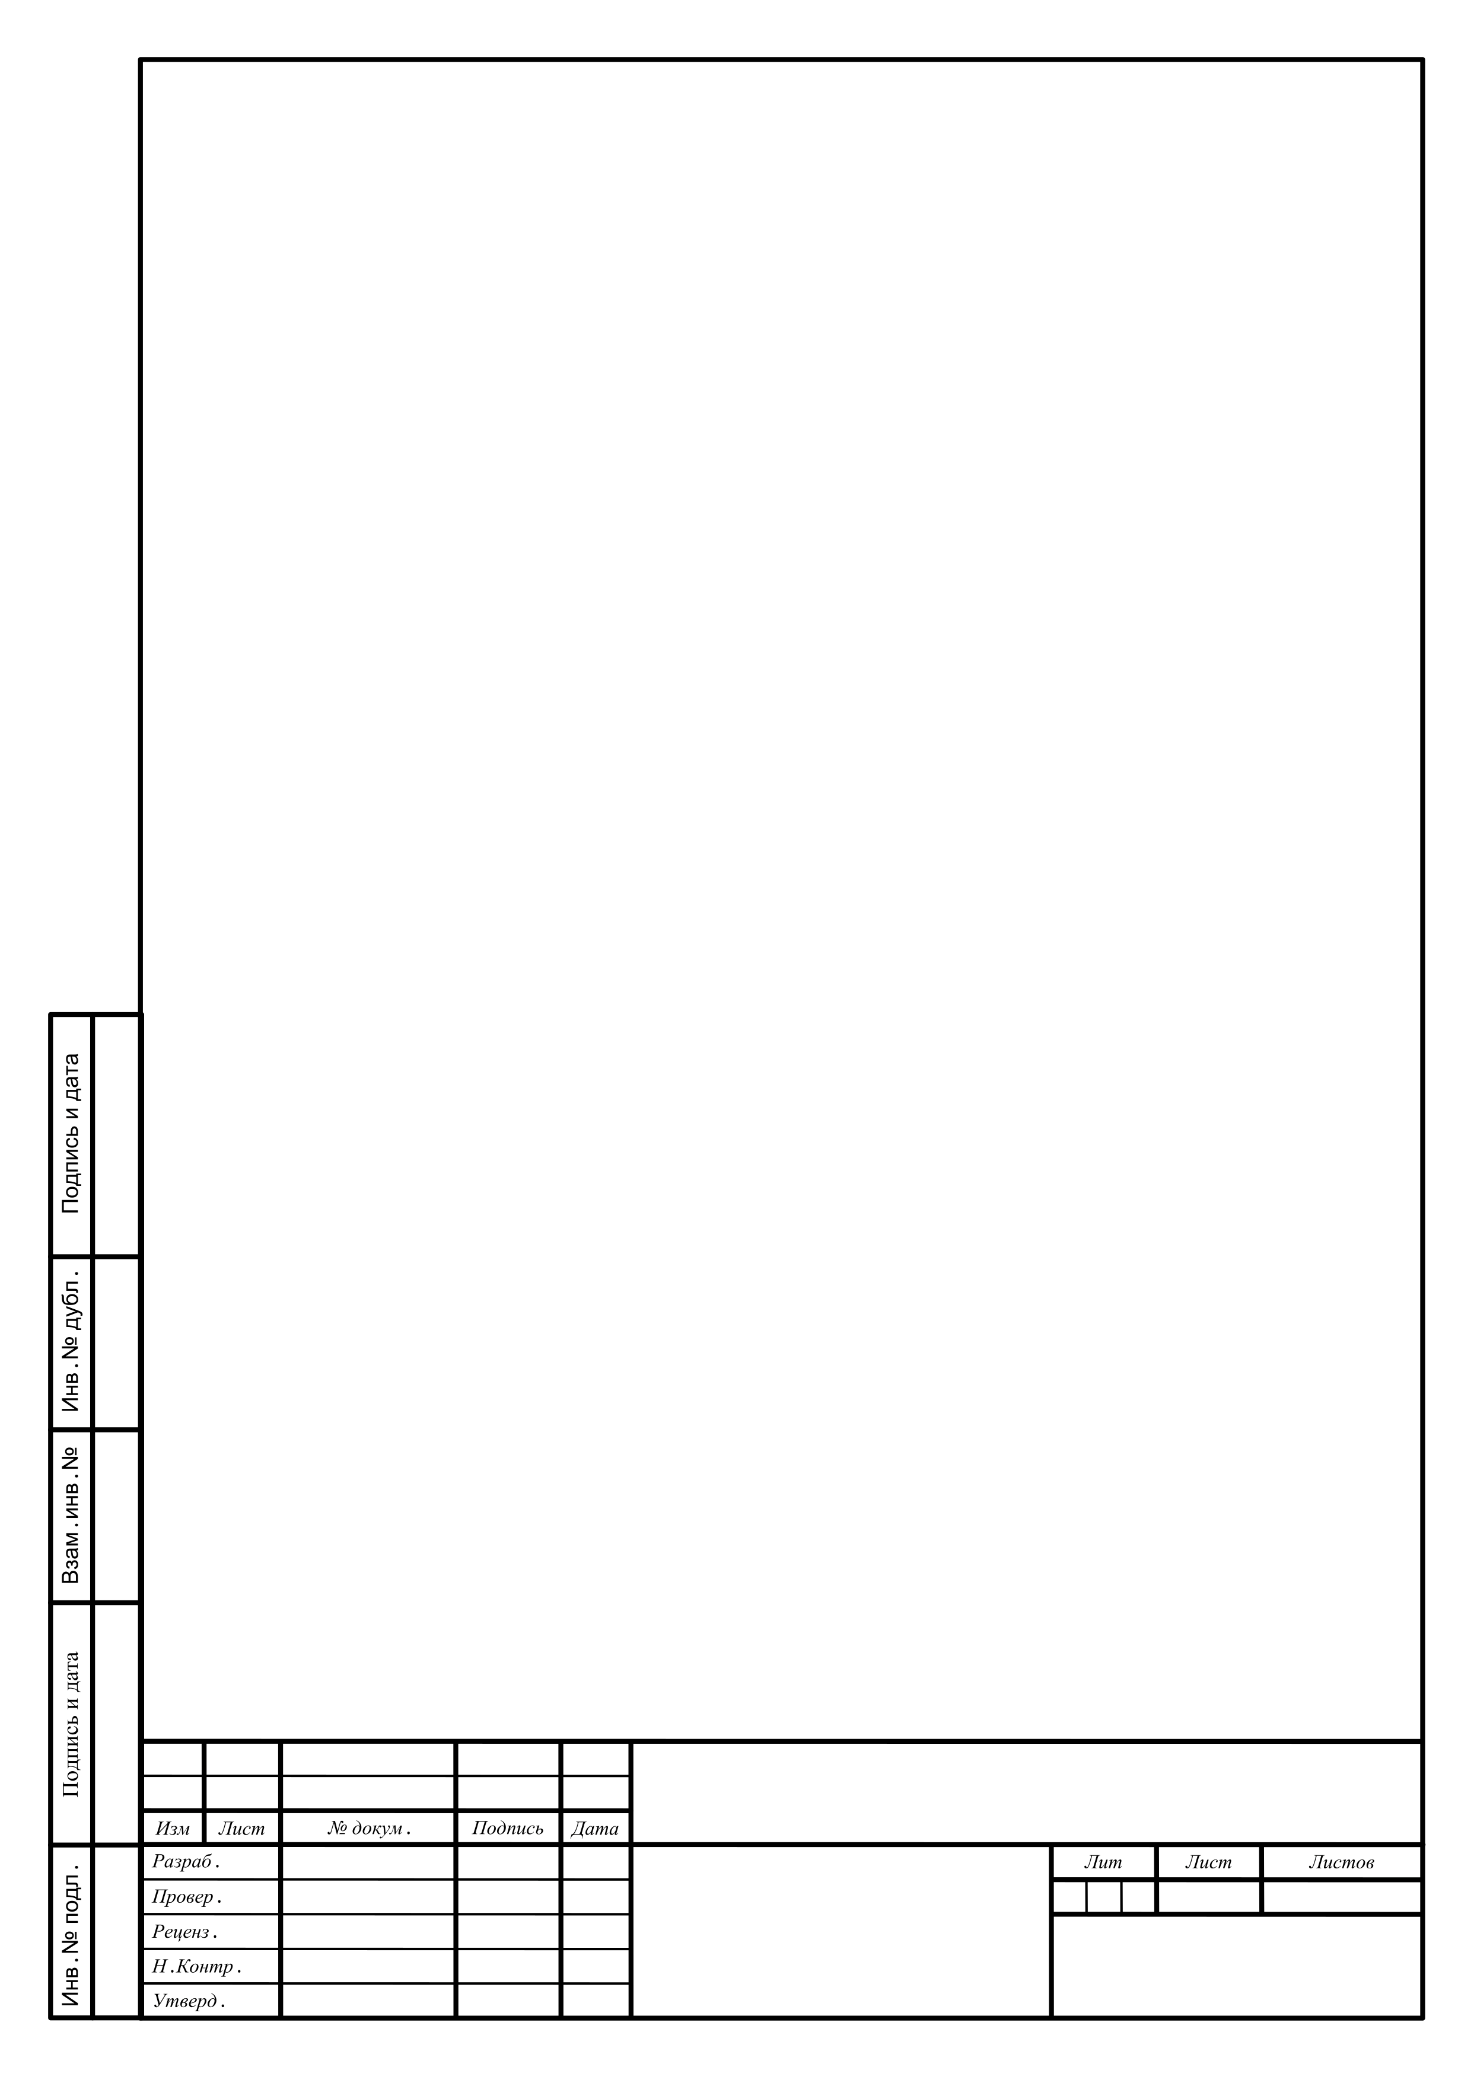 Подпись и дата
Инв.№ дубл.
Взам.инв.№
Подпись и дата
Инв.№ подл.
Изм Лист № докум. Подпись Дата
Разраб.
Провер.
Реценз.
Н.Контр.
Утверд.
Лит Лист Листов